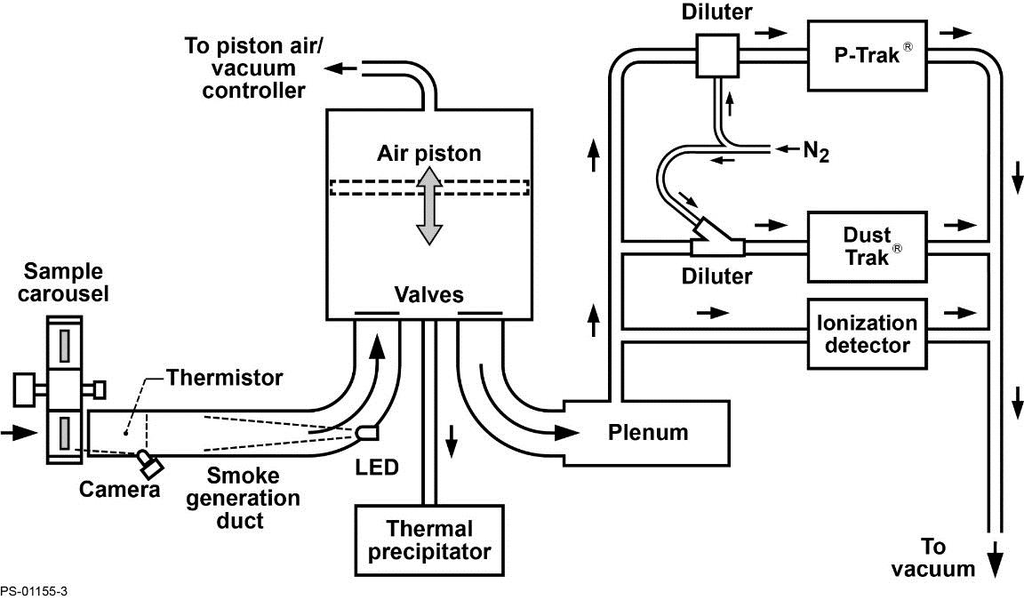 Diluter
To piston air/
vacuum
controller
P-Trak®
Air piston
N2
Dust
Trak®
Diluter
Sample
carousel
Valves
Ionization
detector
Thermistor
Plenum
LED
Camera
Smoke
generation
duct
Thermal
precipitator
To
vacuum
PS-01155-3